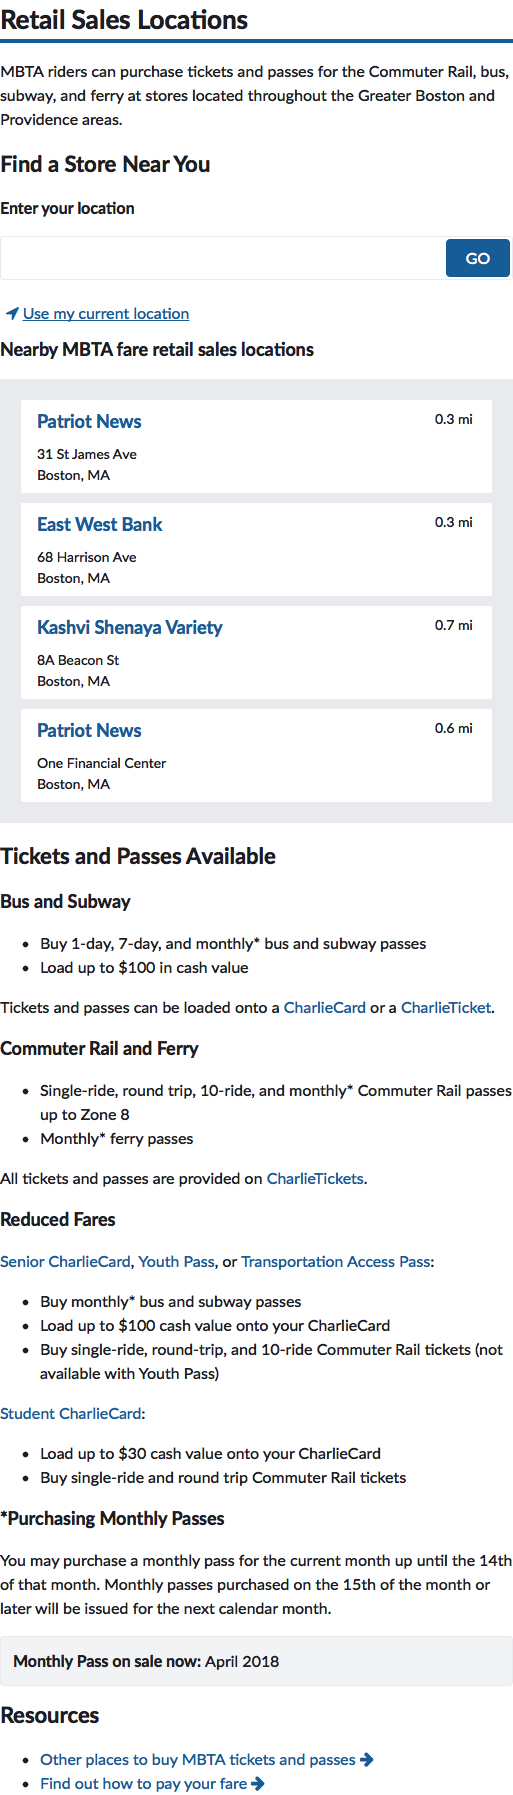 Retail Sales Locations
MBTA riders can purchase tickets and passes for the Commuter Rail, bus,
subway, and ferry at stores located throughout the Greater Boston and
Providence areas.
Find a Store Near You
Enter your location
GO
Use my current location
Nearby MBTA fare retail sales locations
Patriot News 0.3 mi
31 St James Ave
Boston, MA
East West Bank 0.3 mi
68 Harrison Ave
Boston, MA
Kashvi Shenaya Variety 0.7 mi
8A Beacon St
Boston, MA
Patriot News 0.6 mi
One Financial Center
Boston, MA
Tickets and Passes Available
Bus and Subway
• Buy 1-day, 7-day, and monthly* bus and subway passes
• Load up to $100 in cash value
Tickets and passes can be loaded onto a CharlieCard or a CharlieTicket.
Commuter Rail and Ferry
• Single-ride, round trip, 10-ride, and monthly* Commuter Rail passes
up to Zone 8
• Monthly* ferry passes
All tickets and passes are provided on CharlieTickets.
Reduced Fares
Senior CharlieCard, Youth Pass, or Transportation Access Pass:
• Buy monthly* bus and subway passes
• Load up to $100 cash value onto your CharlieCard
• Buy single-ride, round-trip, and 10-ride Commuter Rail tickets (not
available with Youth Pass)
Student CharlieCard:
• Load up to $30 cash value onto your CharlieCard
• Buy single-ride and round trip Commuter Rail tickets
*Purchasing Monthly Passes
You may purchase a monthly pass for the current month up until the 14th
of that month. Monthly passes purchased on the 15th of the month or
later will be issued for the next calendar month.
Monthly Pass on sale now: April 2018
Resources
• Other places to buy MBTA tickets and passes →
• Find out how to pay your fare →